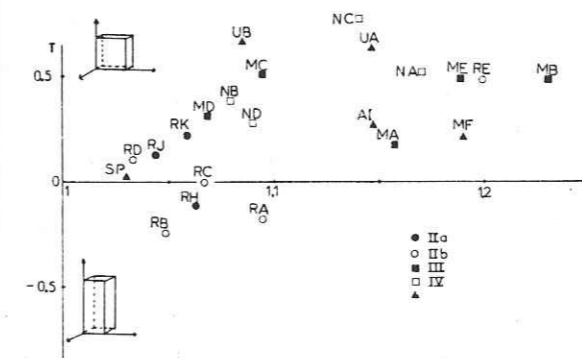 NC
UB UA
T MC NA ME RE MB
0.5
NB
MD ND AI
RK MF
RJ MA
RD
SP RC
0 1 1,1 1,2
RH
RB RA
IIa
IIb
III
IV
-0.5